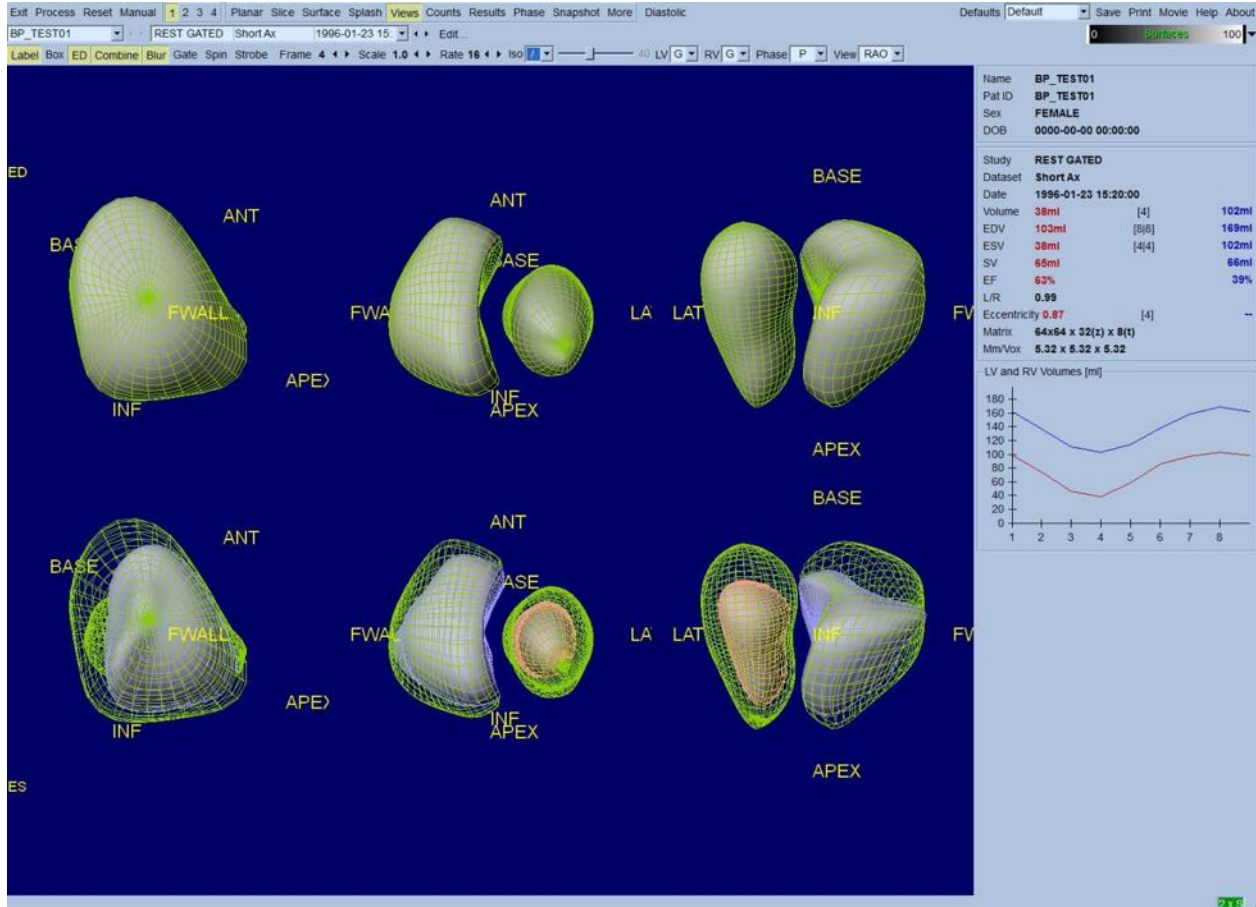 Exit Process Reset Manual 1 2 3 4 Planar Slice Surface Splash Views Counts Results Phase Snapshot More Diastolic Defaults Default Save Print Movie Help About
BP_TEST01 REST GATED Short Ax 1996-01-23 15: Edit... 0 Surfaces 100
Label Box ED Combine Blur Gate Spin Strobe Frame 4 Scale 1.0 Rate 16 Iso 40 LV G RV G Phase P View RAO
ED
BASE
ANT
ANT
BAS
BASE
FWALL
FWA
LA
LAT
INF
FW
APEX
INF
INF
APEX
APEX
BASE
ANT
ANT
BASE
BASE
FWALL
FWAL
LA
LAT
INF
FW
APEX
INF
INF
APEX
APEX
ES
Name BP_TEST01
Pat ID BP_TEST01
Sex FEMALE
DOB 0000-00-00 00:00:00
Study REST GATED
Dataset Short Ax
Date 1996-01-23 15:20:00
Volume 38ml [4] 102ml
EDV 103ml [8|8] 169ml
ESV 38ml [4|4] 102ml
SV 65ml 66ml
EF 63% 39%
L/R 0.99
Eccentricity 0.87 [4] --
Matrix 64x64 x 32(z) x 8(t)
Mm/Vox 5.32 x 5.32 x 5.32
LV and RV Volumes [ml]
180
160
140
120
100
80
60
40
20
0
1 2 3 4 5 6 7 8